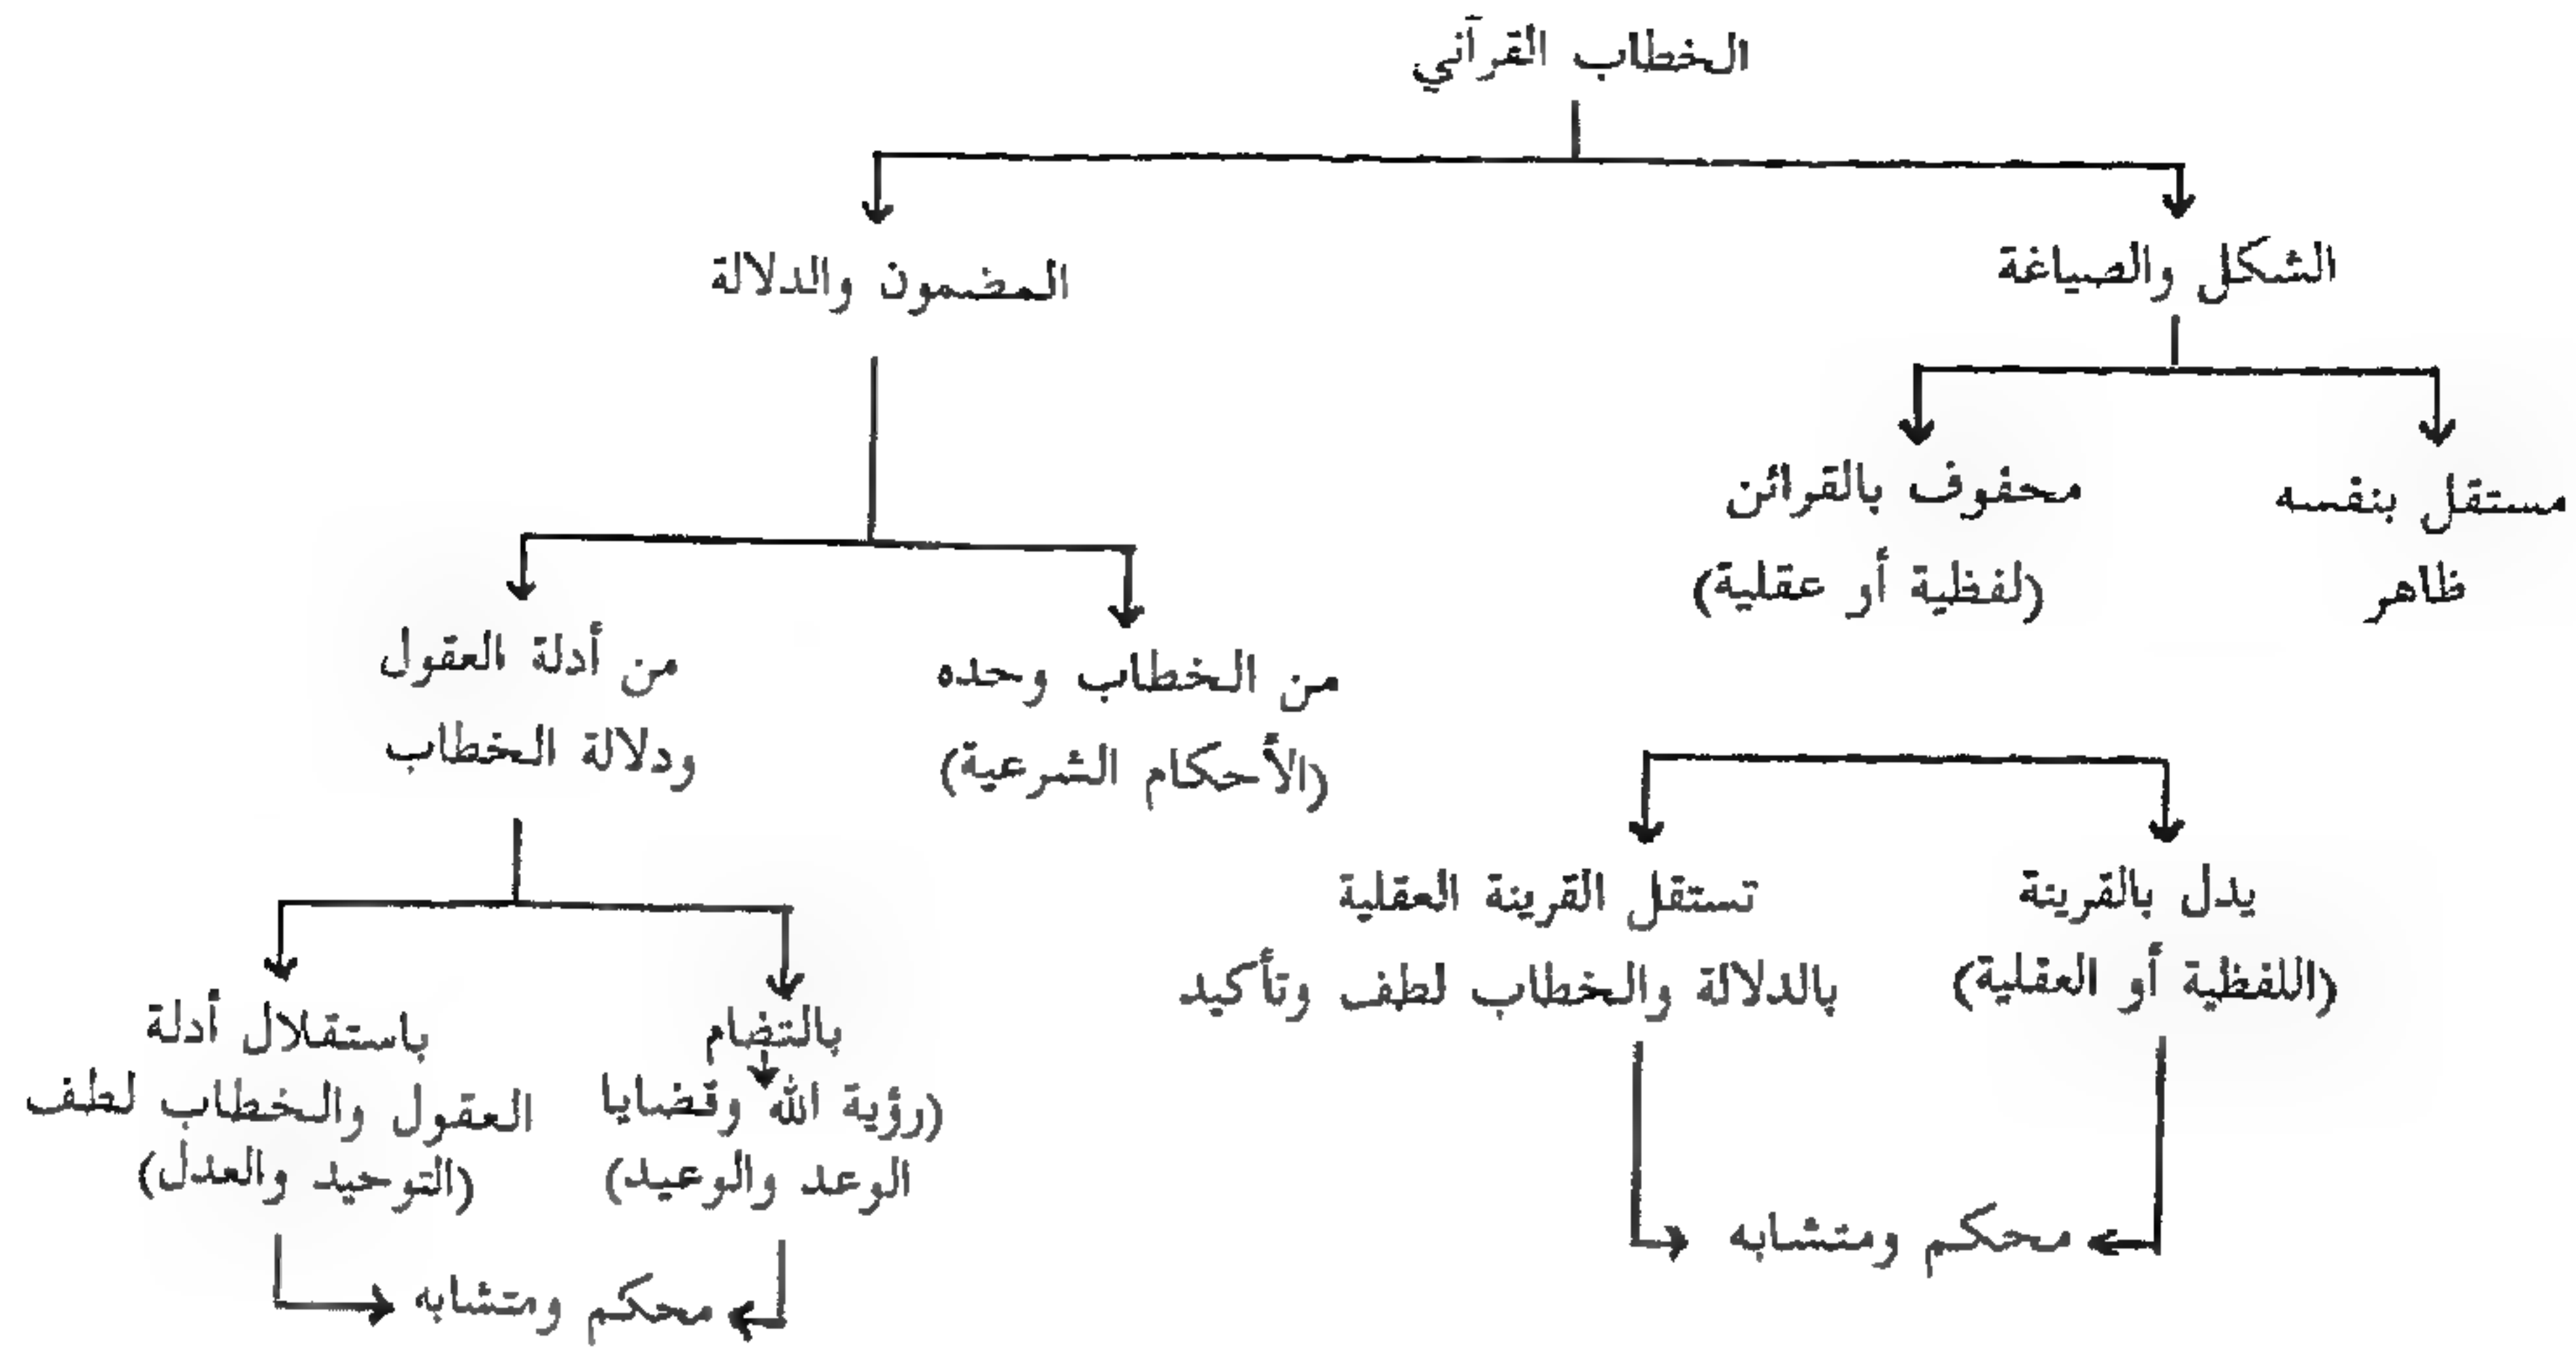 الخطاب القرآني
الشكل والصياغة
المضمون والدلالة
مستقل بنفسه
ظاهر
محفوف بالقرائن
(لفظية أو عقلية)
من الخطاب وحده
(الأحكام الشرعية)
من أدلة العقول
ودلالة الخطاب
يدل بالقرينة
(اللفظية أو العقلية)
تستقل القرينة العقلية
بالدلالة والخطاب لطف وتأكيد
محكم ومتشابه
بالتضام
(رؤية الله وقضايا
الوعد والوعيد)
باستقلال أدلة
العقول والخطاب لطف
(التوحيد والعدل)
محكم ومتشابه